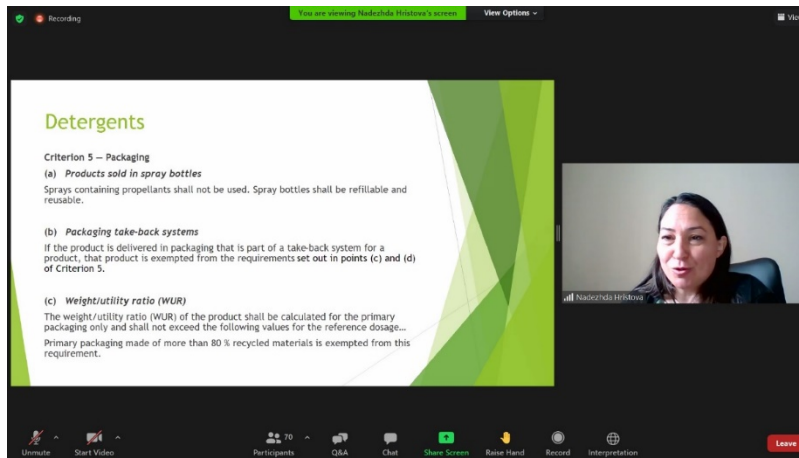 Recording
You are viewing Nadezhda Hristova's screen
View Options
View
Detergents
Criterion 5 — Packaging
(a) Products sold in spray bottles
Sprays containing propellants shall not be used. Spray bottles shall be refillable and
reusable.
(b) Packaging take-back systems
If the product is delivered in packaging that is part of a take-back system for a
product, that product is exempted from the requirements set out in points (c) and (d)
of Criterion 5.
(c) Weight/utility ratio (WUR)
The weight/utility ratio (WUR) of the product shall be calculated for the primary
packaging only and shall not exceed the following values for the reference dosage...
Primary packaging made of more than 80 % recycled materials is exempted from this
requirement.
Nadezhda Hristova
70
Unmute
Start Video
Participants
Q&A
Chat
Share Screen
Raise Hand
Record
Interpretation
Leave